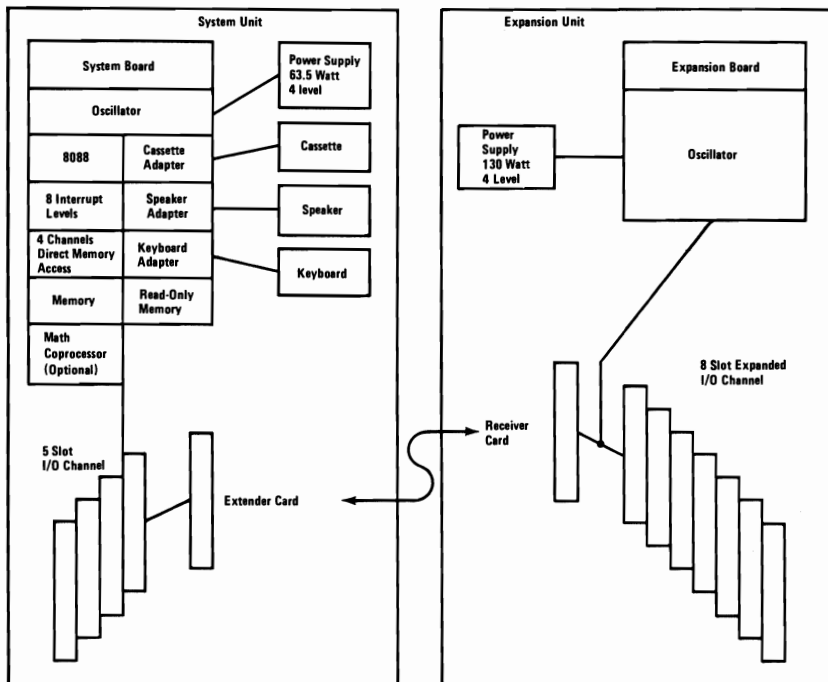 System Unit
System Board
Oscillator
8088
Cassette
Adapter
8 Interrupt
Levels
Speaker
Adapter
4 Channels
Direct Memory
Access
Keyboard
Adapter
Memory
Read-Only
Memory
Math
Coprocessor
(Optional)
Power Supply
63.5 Watt
4 level
Cassette
Speaker
Keyboard
5 Slot
I/O Channel
Extender Card
Expansion Unit
Expansion Board
Oscillator
Power
Supply
130 Watt
4 Level
8 Slot Expanded
I/O Channel
Receiver
Card